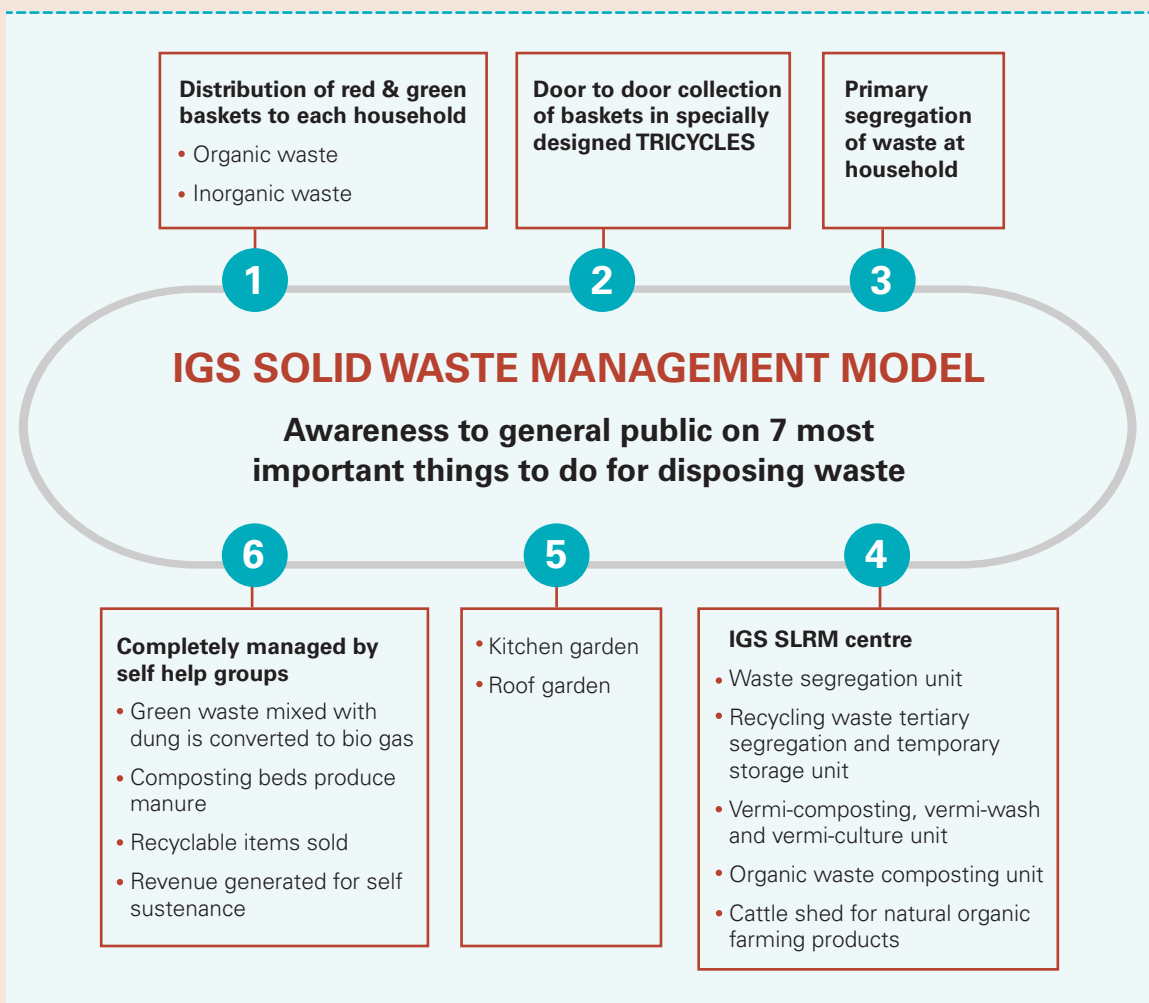 Distribution of red & green
baskets to each household
• Organic waste
• Inorganic waste
Door to door collection
of baskets in specially
designed TRICYCLES
Primary
segregation
of waste at
household
1
2
3
IGS SOLID WASTE MANAGEMENT MODEL
Awareness to general public on 7 most
important things to do for disposing waste
6
5
4
Completely managed by
self help groups
• Green waste mixed with
dung is converted to bio gas
• Composting beds produce
manure
• Recyclable items sold
• Revenue generated for self
sustenance
• Kitchen garden
• Roof garden
IGS SLRM centre
• Waste segregation unit
• Recycling waste tertiary
segregation and temporary
storage unit
• Vermi-composting, vermi-wash
and vermi-culture unit
• Organic waste composting unit
• Cattle shed for natural organic
farming products